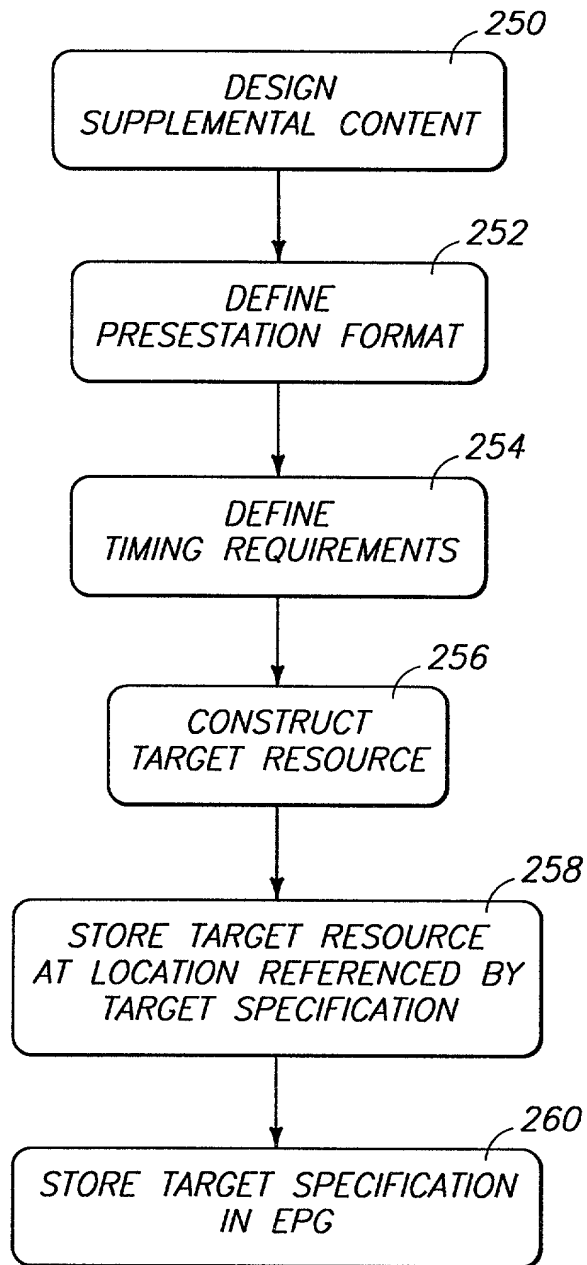 250
DESIGN
SUPPLEMENTAL CONTENT
252
DEFINE
PRESESTATION FORMAT
254
DEFINE
TIMING REQUIREMENTS
256
CONSTRUCT
TARGET RESOURCE
258
STORE TARGET RESOURCE
AT LOCATION REFERENCED BY
TARGET SPECIFICATION
260
STORE TARGET SPECIFICATION
IN EPG